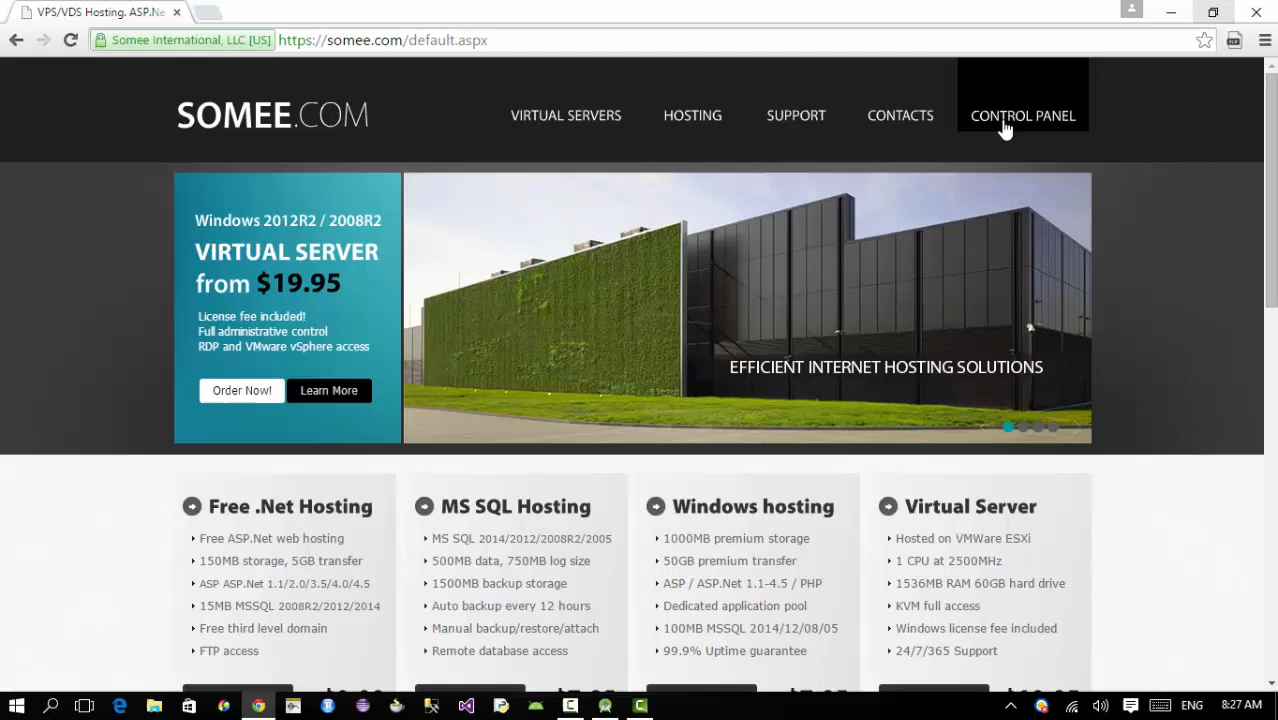 VPS/VDS Hosting. ASP.Ne
Somee International, LLC [US] https://somee.com/default.aspx
SOMEE.COM
VIRTUAL SERVERS HOSTING SUPPORT CONTACTS CONTROL PANEL
Windows 2012R2 / 2008R2
VIRTUAL SERVER
from $19.95
License fee included!
Full administrative control
RDP and VMware vSphere access
Order Now! Learn More
EFFICIENT INTERNET HOSTING SOLUTIONS
Free .Net Hosting
Free ASP.Net web hosting
150MB storage, 5GB transfer
ASP ASP.Net 1.1/2.0/3.5/4.0/4.5
15MB MSSQL 2008R2/2012/2014
Free third level domain
FTP access
MS SQL Hosting
MS SQL 2014/2012/2008R2/2005
500MB data, 750MB log size
1500MB backup storage
Auto backup every 12 hours
Manual backup/restore/attach
Remote database access
Windows hosting
1000MB premium storage
50GB premium transfer
ASP / ASP.Net 1.1-4.5 / PHP
Dedicated application pool
100MB MSSQL 2014/12/08/05
99.9% Uptime guarantee
Virtual Server
Hosted on VMWare ESXi
1 CPU at 2500MHz
1536MB RAM 60GB hard drive
KVM full access
Windows license fee included
24/7/365 Support
ENG 8:27 AM